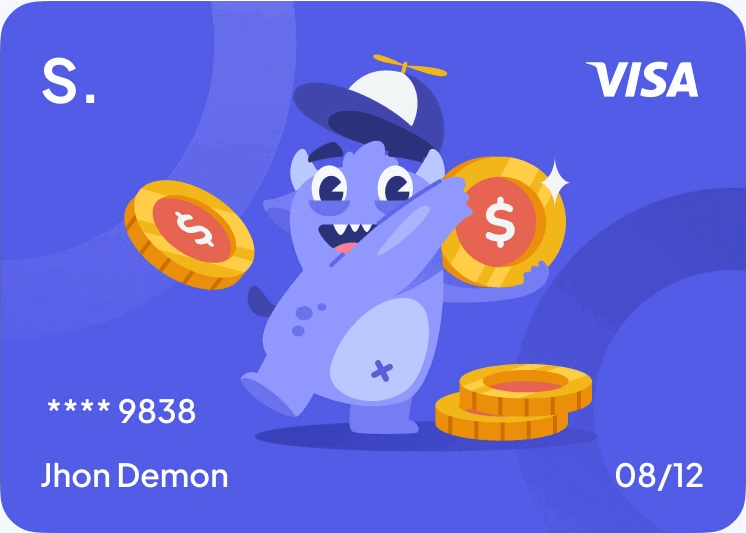 S.
VISA
$
$
**** 9838
Jhon Demon
08/12